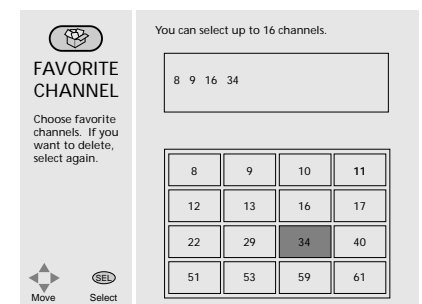 FAVORITE
CHANNEL
Choose favorite
channels. If you
want to delete,
select again.
Move
SEL
Select
You can select up to 16 channels.
8 9 16 34
8 9 10 11
12 13 16 17
22 29 34 40
51 53 59 61